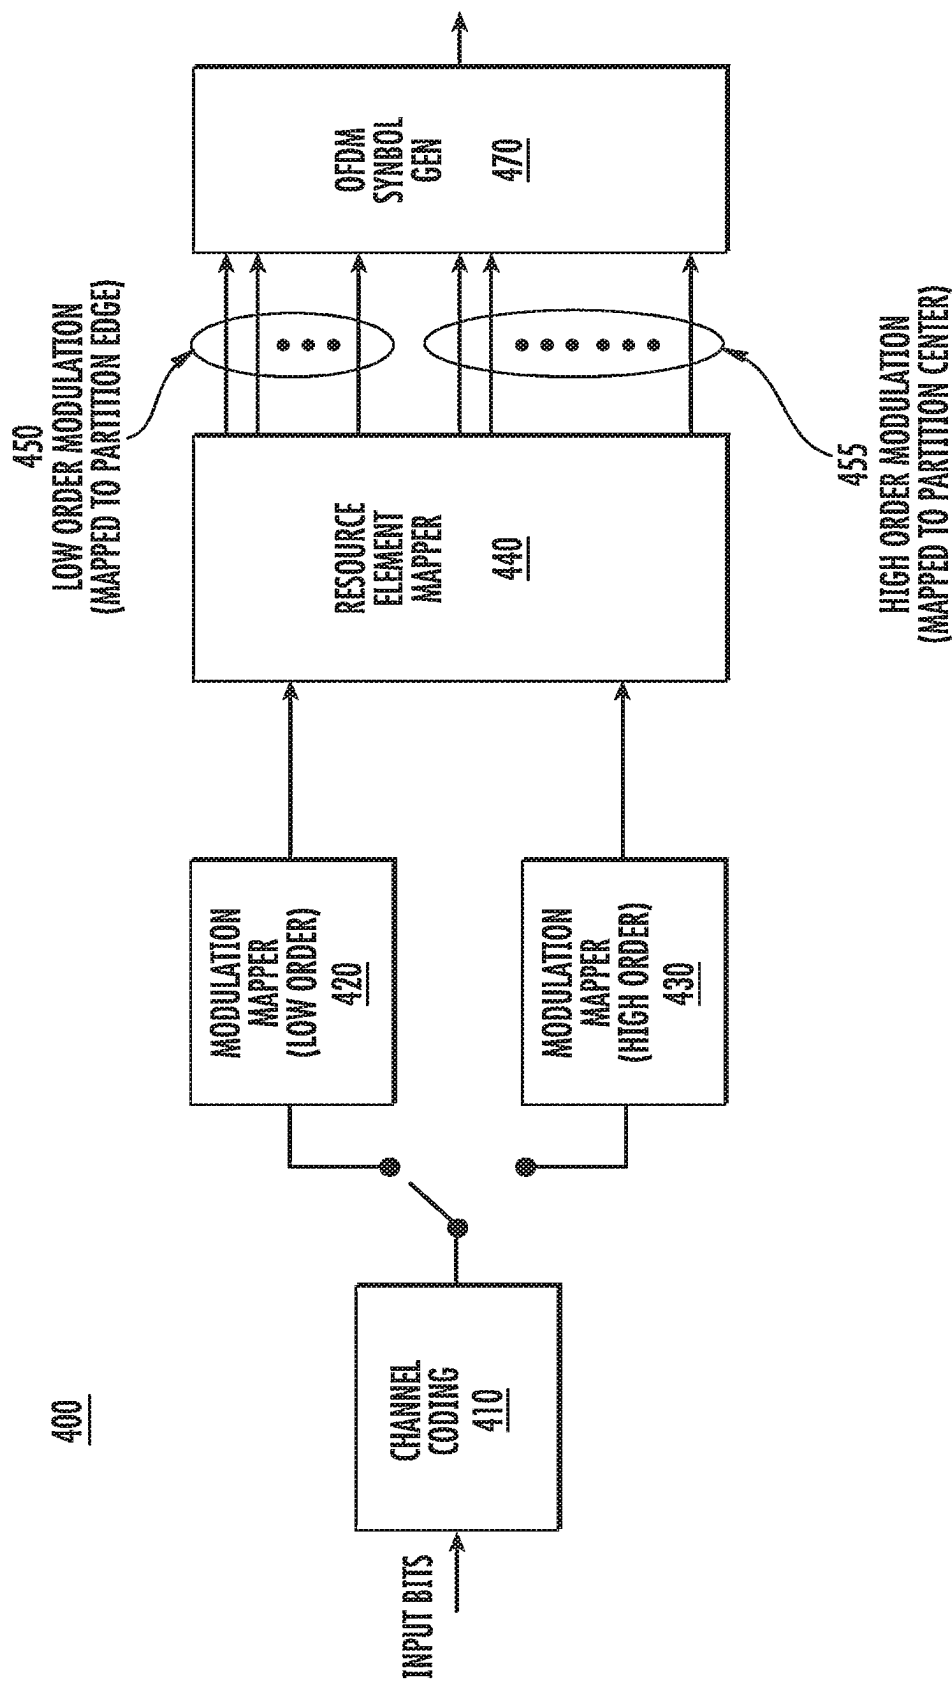 400
INPUT BITS
CHANNEL
CODING
410
MODULATION
MAPPER
(LOW ORDER)
420
MODULATION
MAPPER
(HIGH ORDER)
430
RESOURCE
ELEMENT
MAPPER
440
450
LOW ORDER MODULATION
(MAPPED TO PARTITION EDGE)
455
HIGH ORDER MODULATION
(MAPPED TO PARTITION CENTER)
OFDM
SYNBOL
GEN
470